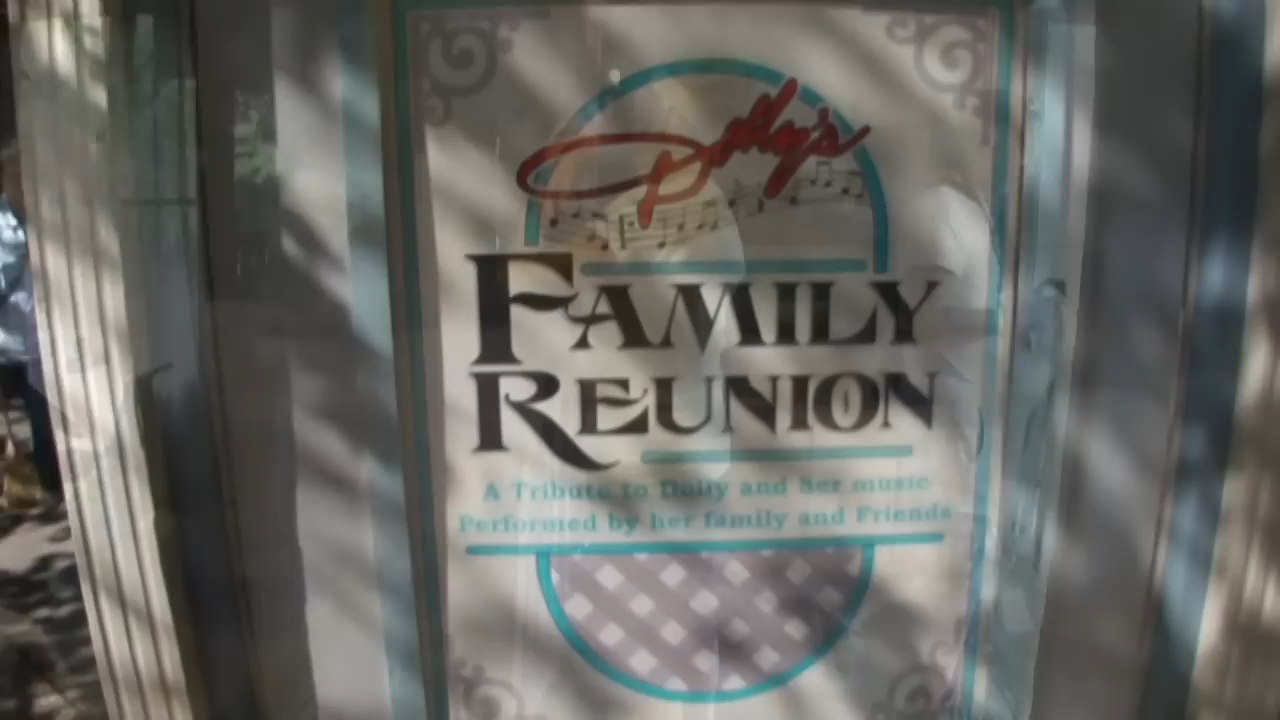 Dolly's
FAMILY
REUNION
A Tribute to Dolly and her music
Performed by her family and Friends